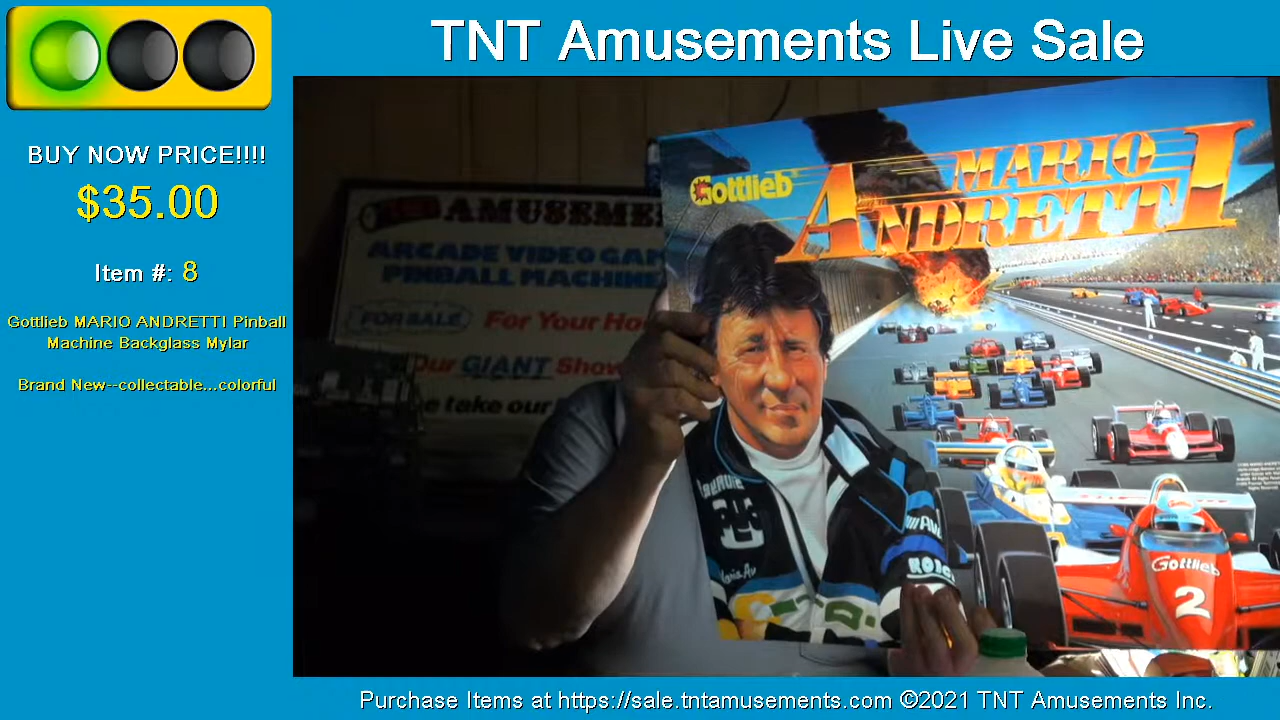 TNT Amusements Live Sale
BUY NOW PRICE!!!!
$35.00
Item #: 8
Gottlieb MARIO ANDRETTI Pinball
Machine Backglass Mylar
Brand New--collectable...colorful
Gottlieb
MARIO
ANDRETTI
AMUSEME
ARCADE VIDEO GA
PINBALL MACHINE
FOR SALE For Your Ho
Our GIANT Show
e take our
Gottlieb
2
Purchase Items at https://sale.tntamusements.com ©2021 TNT Amusements Inc.